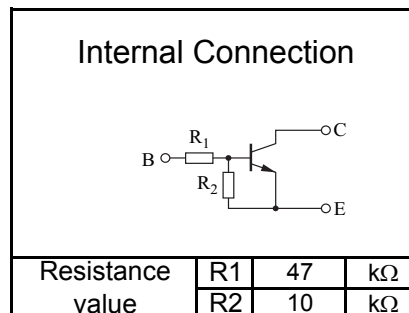 Internal Connection
C
R1
B
R2
E
Resistance value R1 47 kΩ
R2 10 kΩ